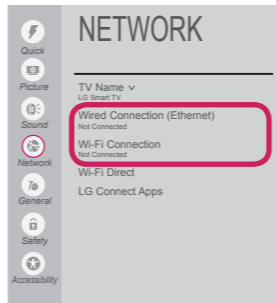 NETWORK
Quick
Picture
Sound
Network
General
Safety
Accessibility
TV Name
LG Smart TV
Wired Connection (Ethernet)
Not Connected
Wi-Fi Connection
Not Connected
Wi-Fi Direct
LG Connect Apps